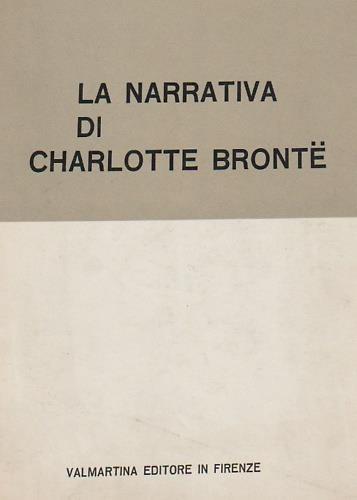 LA NARRATIVA
DI
CHARLOTTE BRONTË
VALMARTINA EDITORE IN FIRENZE